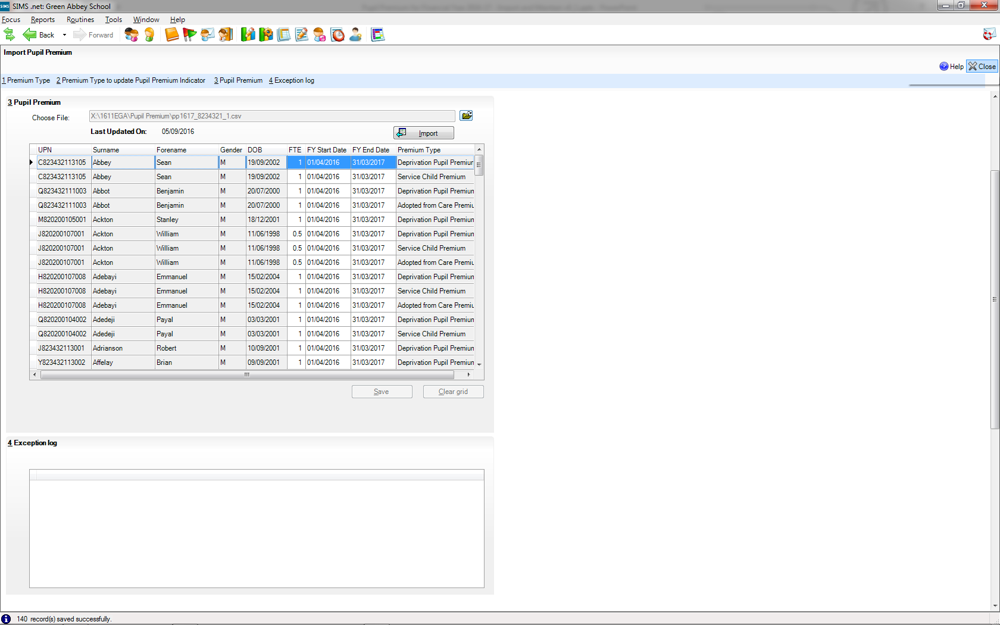 SIMS SIMS .net: Green Abbey School
Focus Reports Routines Tools Window Help
Back Forward
Import Pupil Premium
Help Close
1 Premium Type 2 Premium Type to update Pupil Premium Indicator 3 Pupil Premium 4 Exception log
3 Pupil Premium
Choose File: X:\1611EGA\Pupil Premium\pp1617_8234321_1.csv
Last Updated On: 05/09/2016
Import
UPN Surname Forename Gender DOB FTE FY Start Date FY End Date Premium Type
C823432113105 Abbey Sean M 19/09/2002 1 01/04/2016 31/03/2017 Deprivation Pupil Premium
C823432113105 Abbey Sean M 19/09/2002 1 01/04/2016 31/03/2017 Service Child Premium
Q823432111003 Abbot Benjamin M 20/07/2000 1 01/04/2016 31/03/2017 Deprivation Pupil Premium
Q823432111003 Abbot Benjamin M 20/07/2000 1 01/04/2016 31/03/2017 Adopted from Care Premiu
M820200105001 Ackton Stanley M 18/12/2001 1 01/04/2016 31/03/2017 Deprivation Pupil Premium
J820200107001 Ackton William M 11/06/1998 0.5 01/04/2016 31/03/2017 Deprivation Pupil Premium
J820200107001 Ackton William M 11/06/1998 0.5 01/04/2016 31/03/2017 Service Child Premium
J820200107001 Ackton William M 11/06/1998 0.5 01/04/2016 31/03/2017 Adopted from Care Premiu
H820200107008 Adebayi Emmanuel M 15/02/2004 1 01/04/2016 31/03/2017 Deprivation Pupil Premium
H820200107008 Adebayi Emmanuel M 15/02/2004 1 01/04/2016 31/03/2017 Service Child Premium
H820200107008 Adebayi Emmanuel M 15/02/2004 1 01/04/2016 31/03/2017 Adopted from Care Premiu
Q820200104002 Adedeji Payal M 03/03/2001 1 01/04/2016 31/03/2017 Deprivation Pupil Premium
Q820200104002 Adedeji Payal M 03/03/2001 1 01/04/2016 31/03/2017 Service Child Premium
J823432113001 Adrianson Robert M 10/09/2001 1 01/04/2016 31/03/2017 Deprivation Pupil Premium
Y823432113002 Affelay Brian M 09/09/2001 1 01/04/2016 31/03/2017 Deprivation Pupil Premium
Save Clear grid
4 Exception log
140 record(s) saved successfully.